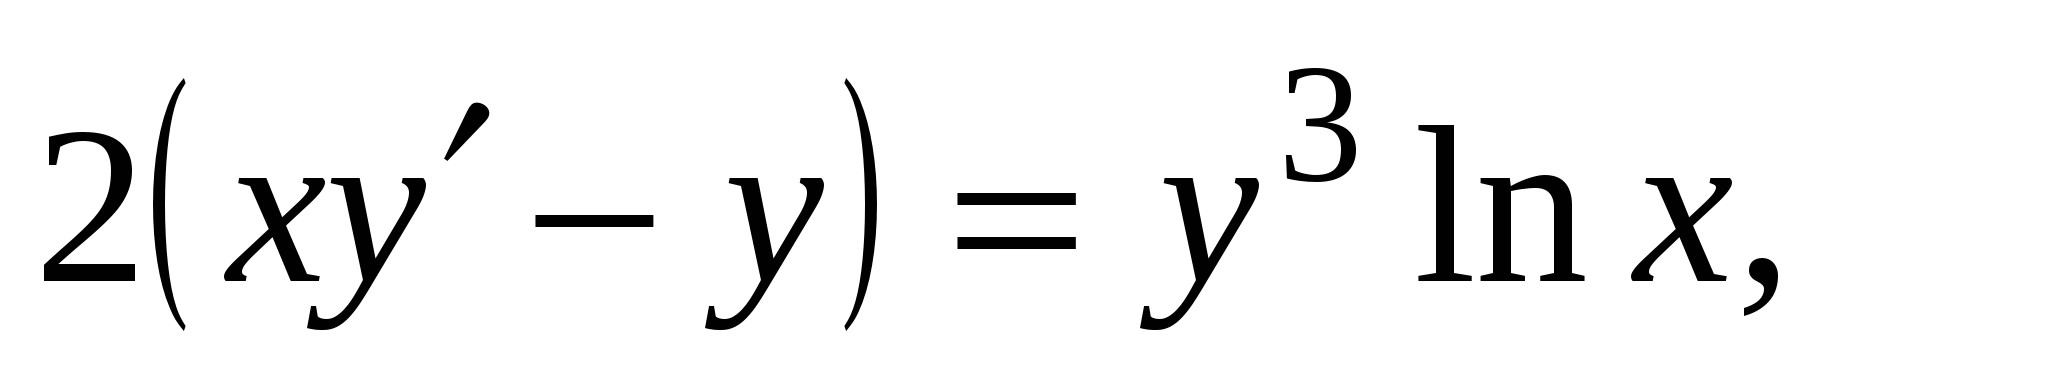 2(xy′ − y) = y³ ln x,